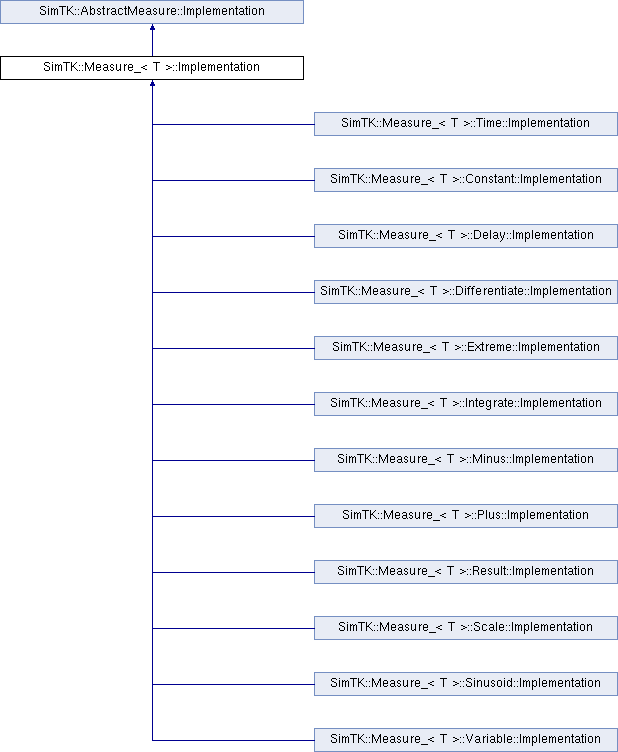 SimTK::AbstractMeasure::Implementation
SimTK::Measure_< T >::Implementation
SimTK::Measure_< T >::Time::Implementation
SimTK::Measure_< T >::Constant::Implementation
SimTK::Measure_< T >::Delay::Implementation
SimTK::Measure_< T >::Differentiate::Implementation
SimTK::Measure_< T >::Extreme::Implementation
SimTK::Measure_< T >::Integrate::Implementation
SimTK::Measure_< T >::Minus::Implementation
SimTK::Measure_< T >::Plus::Implementation
SimTK::Measure_< T >::Result::Implementation
SimTK::Measure_< T >::Scale::Implementation
SimTK::Measure_< T >::Sinusoid::Implementation
SimTK::Measure_< T >::Variable::Implementation